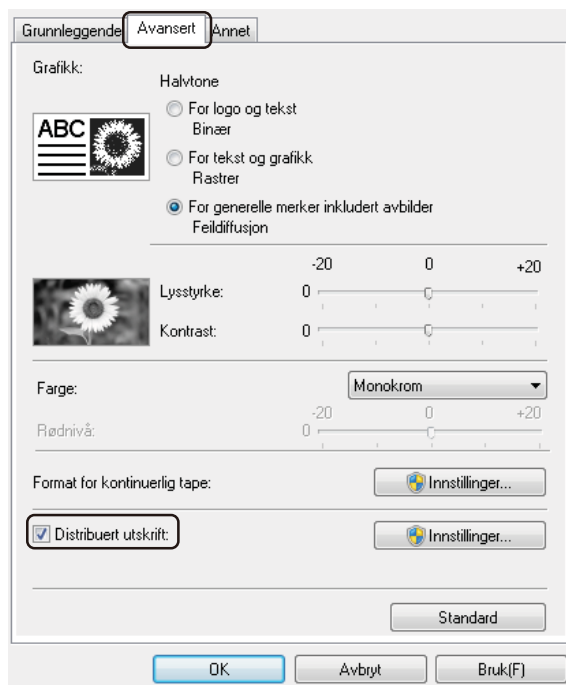 Grunnleggende Avansert Annet
Grafikk:
Halvtone
For logo og tekst
Binær
ABC
For tekst og grafikk
Rastrer
For generelle merker inkludert avbilder
Feildiffusjon
-20 0 +20
Lysstyrke: 0
Kontrast: 0
Farge: Monokrom
-20 0 +20
Rødnivå: 0
Format for kontinuerlig tape: Innstillinger...
Distribuert utskrift: Innstillinger...
Standard
OK Avbryt Bruk(F)